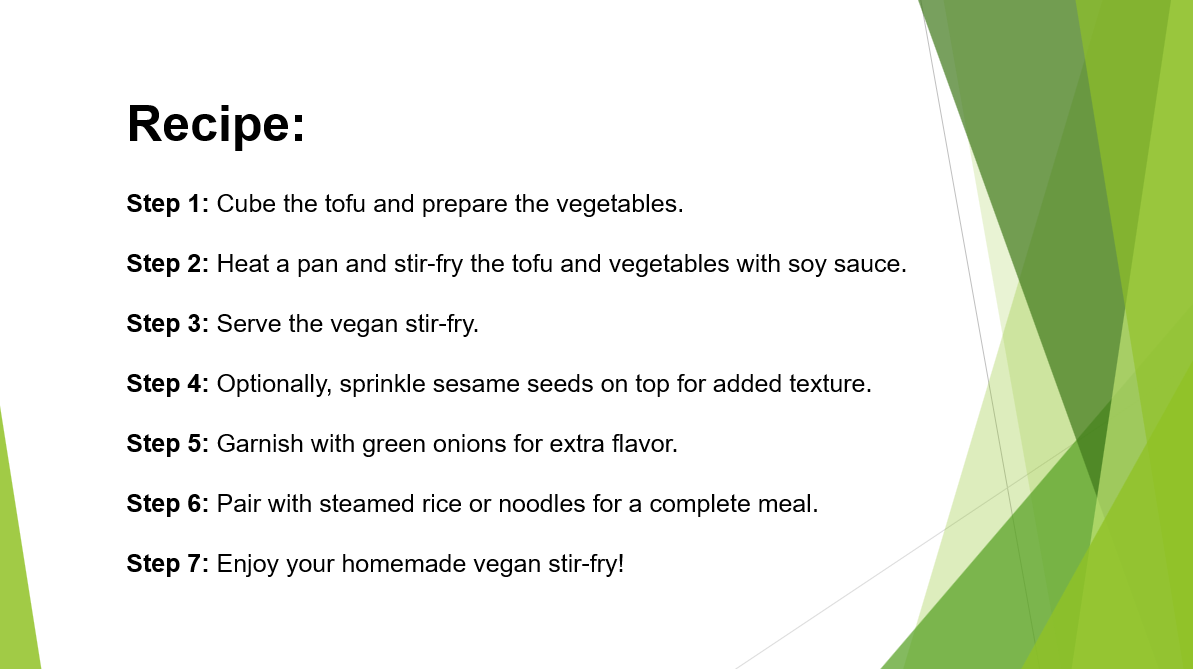 Recipe:
Step 1: Cube the tofu and prepare the vegetables.
Step 2: Heat a pan and stir-fry the tofu and vegetables with soy sauce.
Step 3: Serve the vegan stir-fry.
Step 4: Optionally, sprinkle sesame seeds on top for added texture.
Step 5: Garnish with green onions for extra flavor.
Step 6: Pair with steamed rice or noodles for a complete meal.
Step 7: Enjoy your homemade vegan stir-fry!